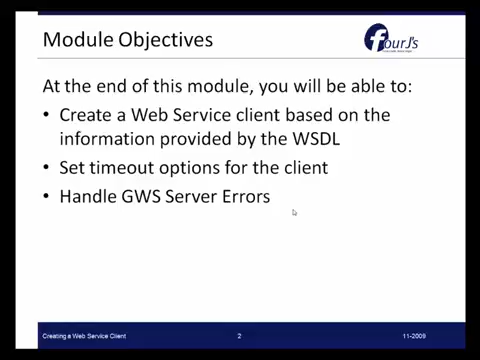 Module Objectives
fourJ's
At the end of this module, you will be able to:
• Create a Web Service client based on the
information provided by the WSDL
• Set timeout options for the client
• Handle GWS Server Errors
Creating a Web Service Client
2
11-2009